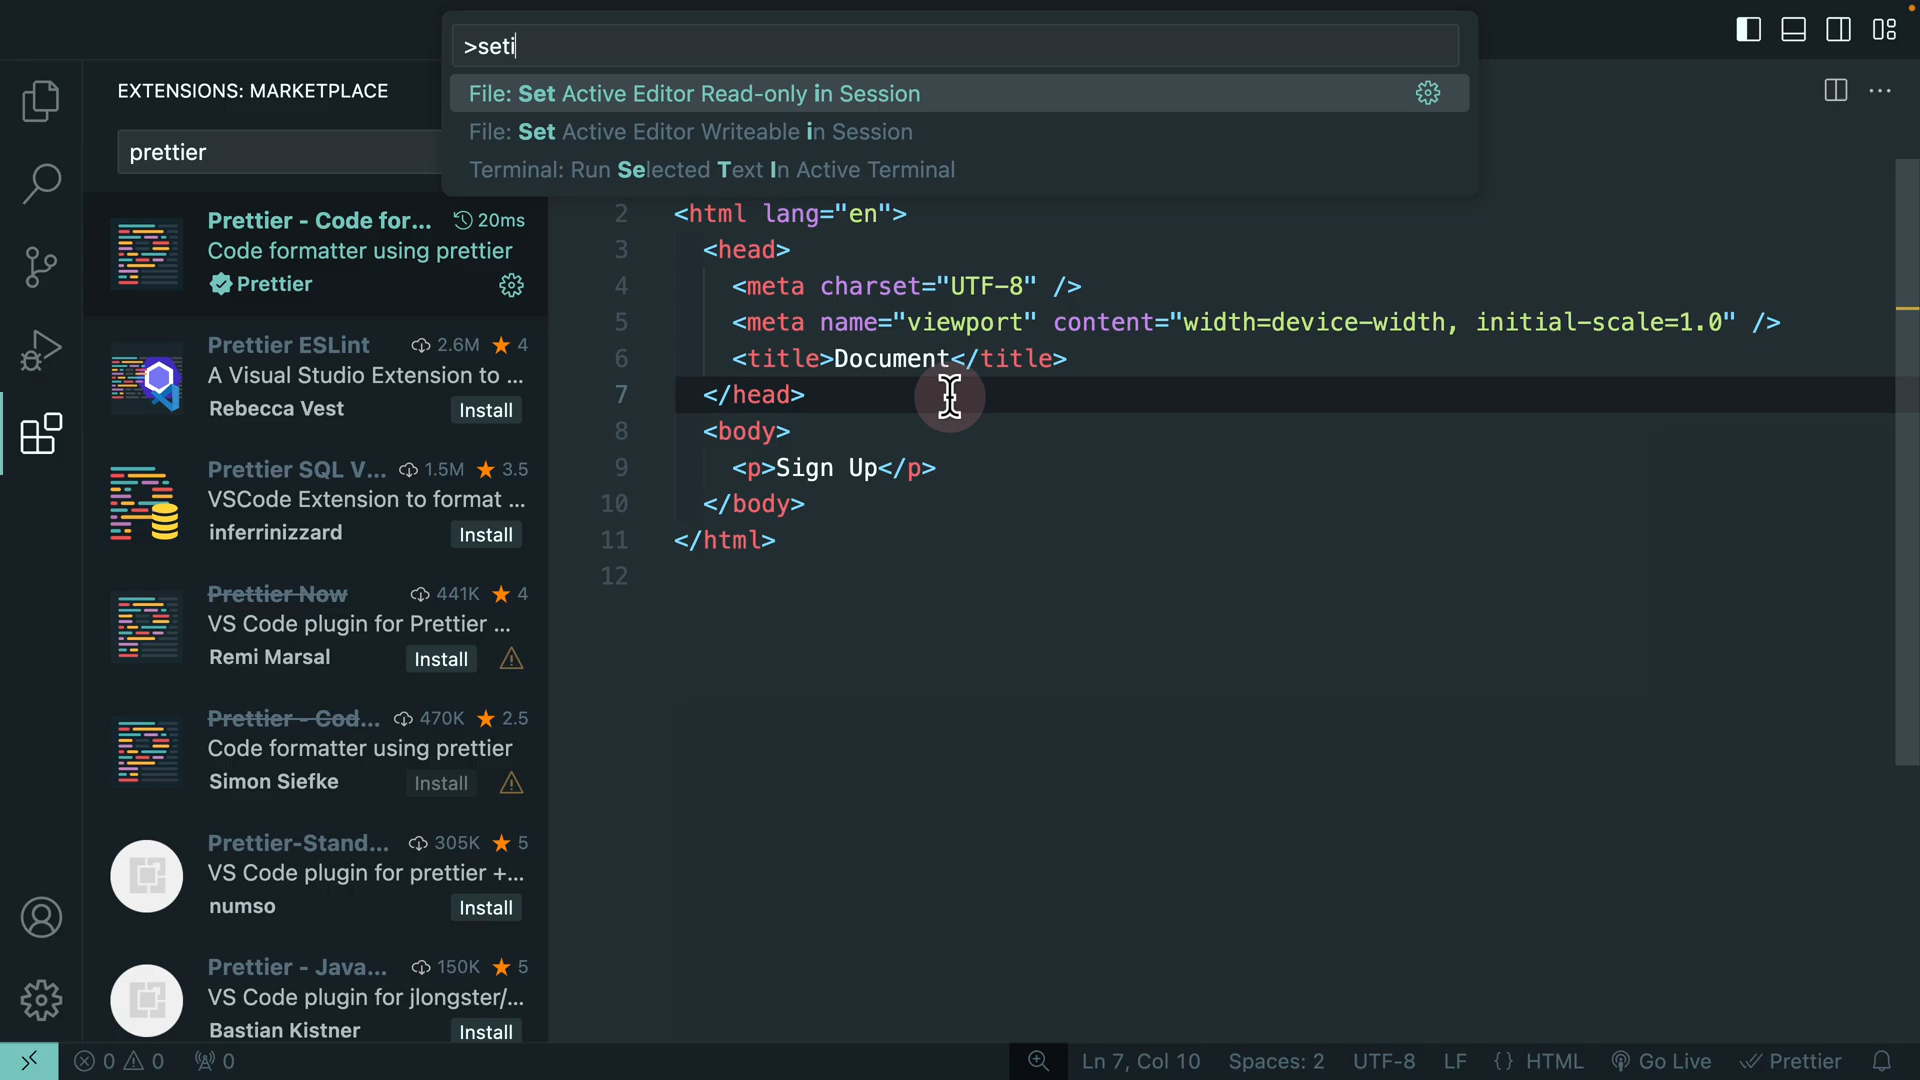 >seti
File: Set Active Editor Read-only in Session
File: Set Active Editor Writeable in Session
Terminal: Run Selected Text In Active Terminal
EXTENSIONS: MARKETPLACE
prettier
Prettier - Code for... 20ms
Code formatter using prettier
Prettier
Prettier ESLint 2.6M 4
A Visual Studio Extension to ...
Rebecca Vest Install
Prettier SQL V... 1.5M 3.5
VSCode Extension to format ...
inferrinizzard Install
Prettier Now 441K 4
VS Code plugin for Prettier ...
Remi Marsal Install
Prettier - Cod... 470K 2.5
Code formatter using prettier
Simon Siefke Install
Prettier-Stand... 305K 5
VS Code plugin for prettier +...
numso Install
Prettier - Java... 150K 5
VS Code plugin for jlongster/...
Bastian Kistner Install
2 <html lang="en">
3 <head>
4 <meta charset="UTF-8" />
5 <meta name="viewport" content="width=device-width, initial-scale=1.0" />
6 <title>Document</title>
7 </head>
8 <body>
9 <p>Sign Up</p>
10 </body>
11 </html>
12
0 0 0 Ln 7, Col 10 Spaces: 2 UTF-8 LF {} HTML Go Live Prettier